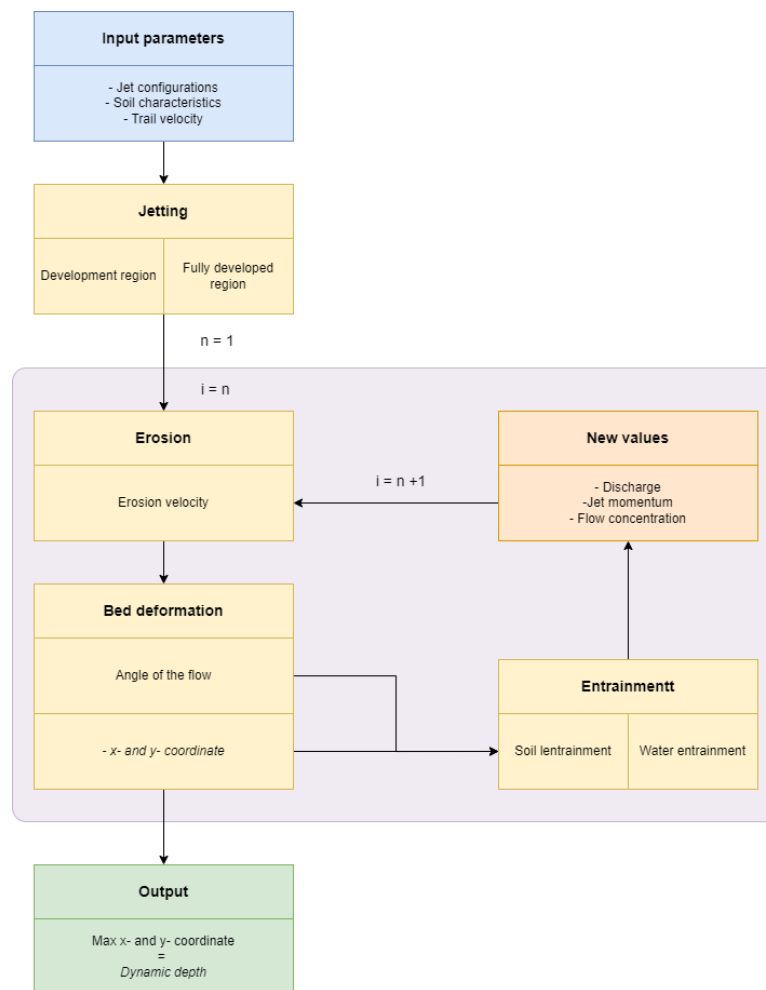 Input parameters
- Jet configurations
- Soil characteristics
- Trail velocity
Jetting
Development region
Fully developed
region
n = 1
i = n
Erosion
Erosion velocity
New values
- Discharge
-Jet momentum
- Flow concentration
i = n +1
Bed deformation
Angle of the flow
- x- and y- coordinate
Entrainmentt
Soil lentrainment
Water entrainment
Output
Max x- and y- coordinate
=
Dynamic depth